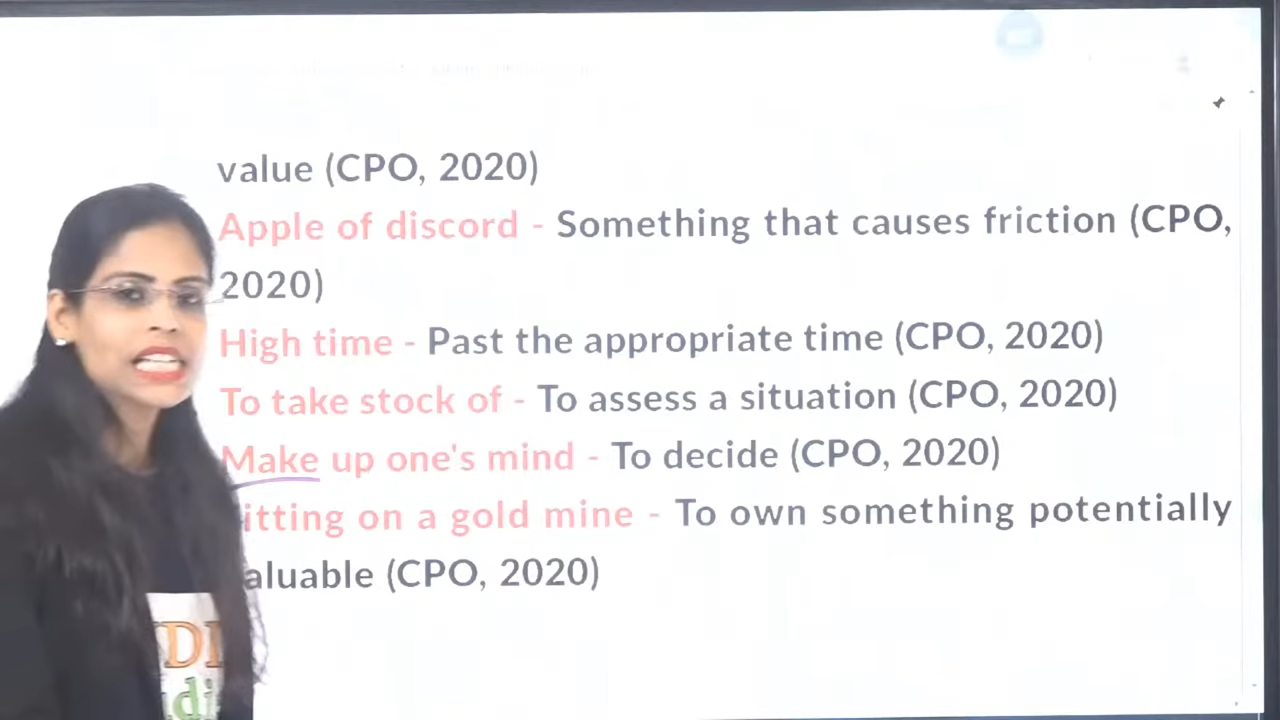 value (CPO, 2020)
Apple of discord - Something that causes friction (CPO,
2020)
High time - Past the appropriate time (CPO, 2020)
To take stock of - To assess a situation (CPO, 2020)
Make up one's mind - To decide (CPO, 2020)
itting on a gold mine - To own something potentially
aluable (CPO, 2020)